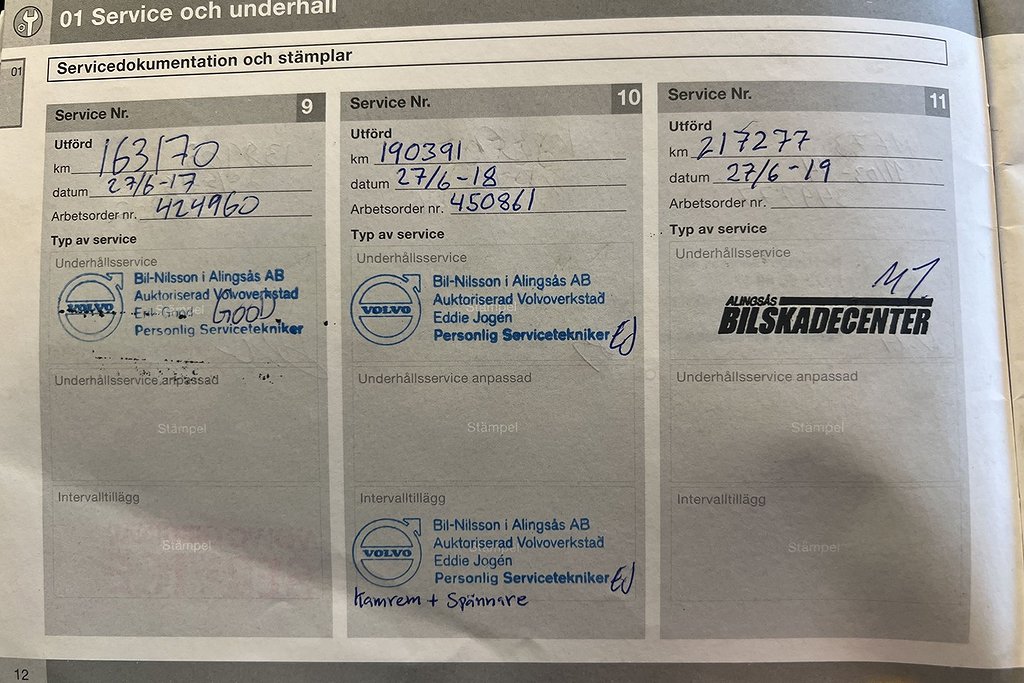 01 Service och underhåll
01
Servicedokumentation och stämplar
Service Nr. 9
Utförd
km 163170
datum 27/6-17
Arbetsorder nr. 424960
Typ av service
Underhållsservice
VOLVO
Bil-Nilsson i Alingsås AB
Auktoriserad Volvoverkstad
GOOD
Personlig Servicetekniker
Underhållsservice anpassad
Stämpel
Intervalltillägg
Stämpel
Service Nr. 10
Utförd
km 190391
datum 27/6-18
Arbetsorder nr. 450861
Typ av service
Underhållsservice
VOLVO
Bil-Nilsson i Alingsås AB
Auktoriserad Volvoverkstad
Eddie Jogén
Personlig Servicetekniker EJ
Underhållsservice anpassad
Stämpel
Intervalltillägg
VOLVO
Bil-Nilsson i Alingsås AB
Auktoriserad Volvoverkstad
Eddie Jogén
Personlig Servicetekniker EJ
Kamrem + Spännare
Service Nr. 11
Utförd
km 217277
datum 27/6-19
Arbetsorder nr.
Typ av service
Underhållsservice
ALINGSÅS
BILSKADECENTER
Underhållsservice anpassad
Stämpel
Intervalltillägg
Stämpel
12